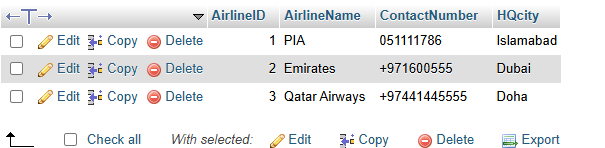 AirlineID AirlineName ContactNumber HQcity
Edit Copy Delete 1 PIA 051111786 Islamabad
Edit Copy Delete 2 Emirates +971600555 Dubai
Edit Copy Delete 3 Qatar Airways +97441445555 Doha
Check all With selected: Edit Copy Delete Export